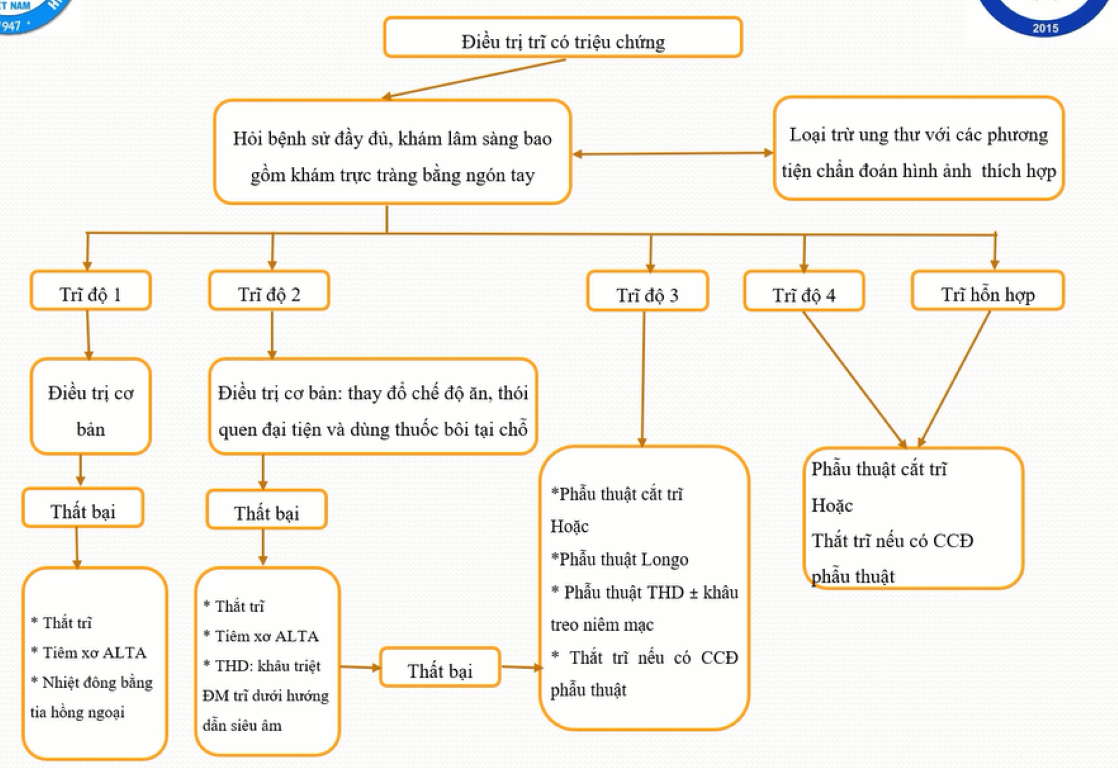 ỆT NAM
1947
2015
Điều trị trĩ có triệu chứng
Hỏi bệnh sử đầy đủ, khám lâm sàng bao
gồm khám trực tràng bằng ngón tay
Loại trừ ung thư với các phương
tiện chẩn đoán hình ảnh thích hợp
Trĩ độ 1
Trĩ độ 2
Trĩ độ 3
Trĩ độ 4
Trĩ hỗn hợp
Điều trị cơ
bản
Điều trị cơ bản: thay đổ chế độ ăn, thói
quen đại tiện và dùng thuốc bôi tại chỗ
Thất bại
Thất bại
* Thắt trĩ
* Tiêm xơ ALTA
* Nhiệt đông bằng
tia hồng ngoại
* Thắt trĩ
* Tiêm xơ ALTA
* THD: khâu triệt
ĐM trĩ dưới hướng
dẫn siêu âm
Thất bại
*Phẫu thuật cắt trĩ
Hoặc
*Phẫu thuật Longo
* Phẫu thuật THD ± khâu
treo niêm mạc
* Thắt trĩ nếu có CCĐ
phẫu thuật
Phẫu thuật cắt trĩ
Hoặc
Thắt trĩ nếu có CCĐ
phẫu thuật